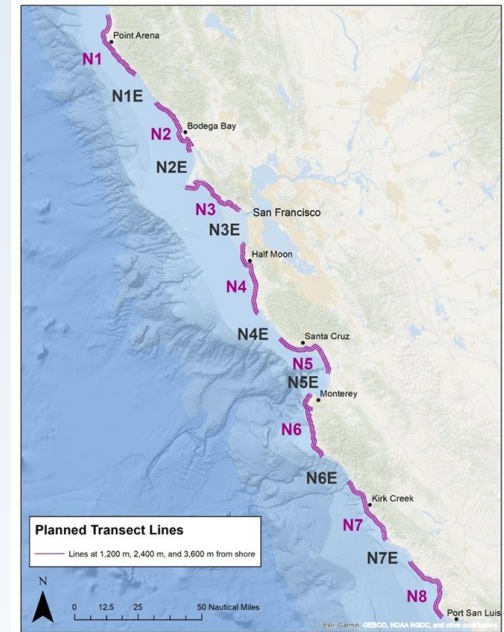 Point Arena
N1
N1E
N2
Bodega Bay
N2E
N3
San Francisco
N3E
Half Moon
N4
N4E
Santa Cruz
N5
N5E
Monterey
N6
N6E
Kirk Creek
N7
N7E
N8
Port San Luis
Planned Transect Lines
Lines at 1,200 m, 2,400 m, and 3,600 m from shore
N
0 12.5 25 50 Nautical Miles
Esri, Garmin, GEBCO, NOAA NGDC, and other contributors